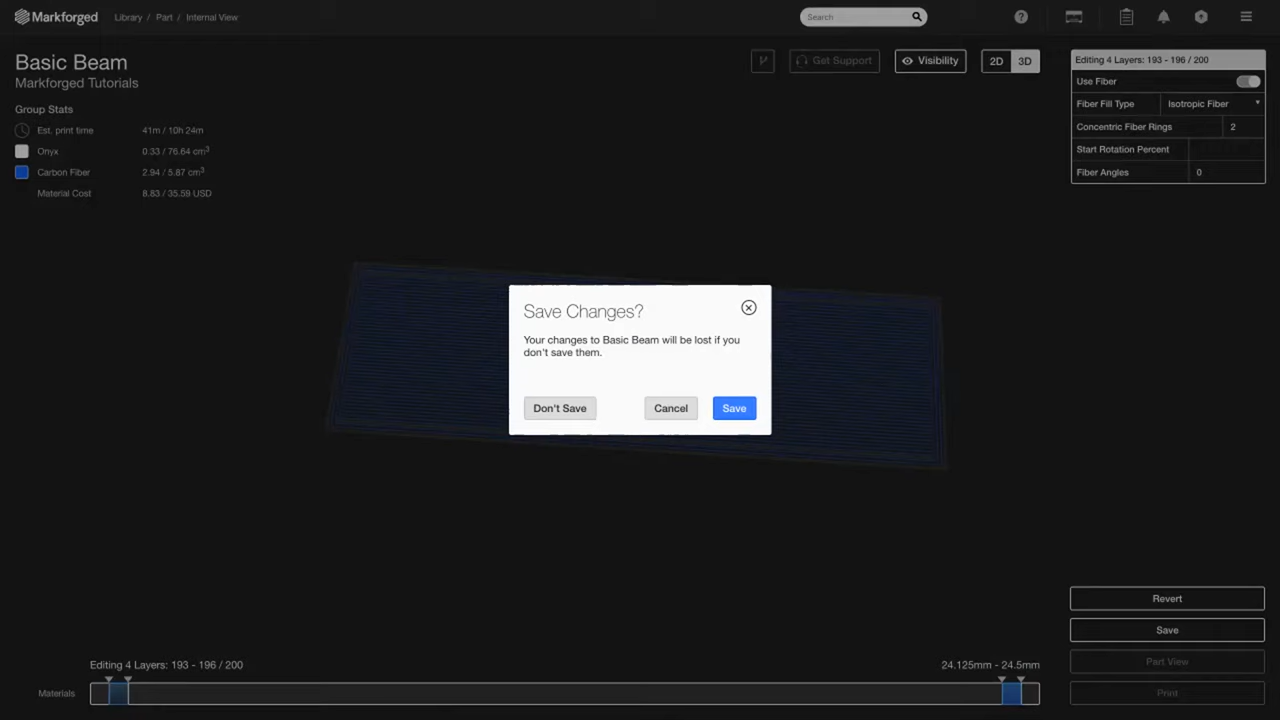 Markforged
Library / Part / Internal View
Search
?
Basic Beam
Markforged Tutorials
Get Support
Visibility
2D 3D
Group Stats
Est. print time 41m / 10h 24m
Onyx 0.33 / 76.64 cm³
Carbon Fiber 2.94 / 5.87 cm³
Material Cost 8.83 / 35.59 USD
Editing 4 Layers: 193 - 196 / 200
Use Fiber
Fiber Fill Type Isotropic Fiber
Concentric Fiber Rings 2
Start Rotation Percent
Fiber Angles 0
Save Changes?
Your changes to Basic Beam will be lost if you
don't save them.
Don't Save Cancel Save
Revert
Save
Part View
Print
Editing 4 Layers: 193 - 196 / 200 24.125mm - 24.5mm
Materials